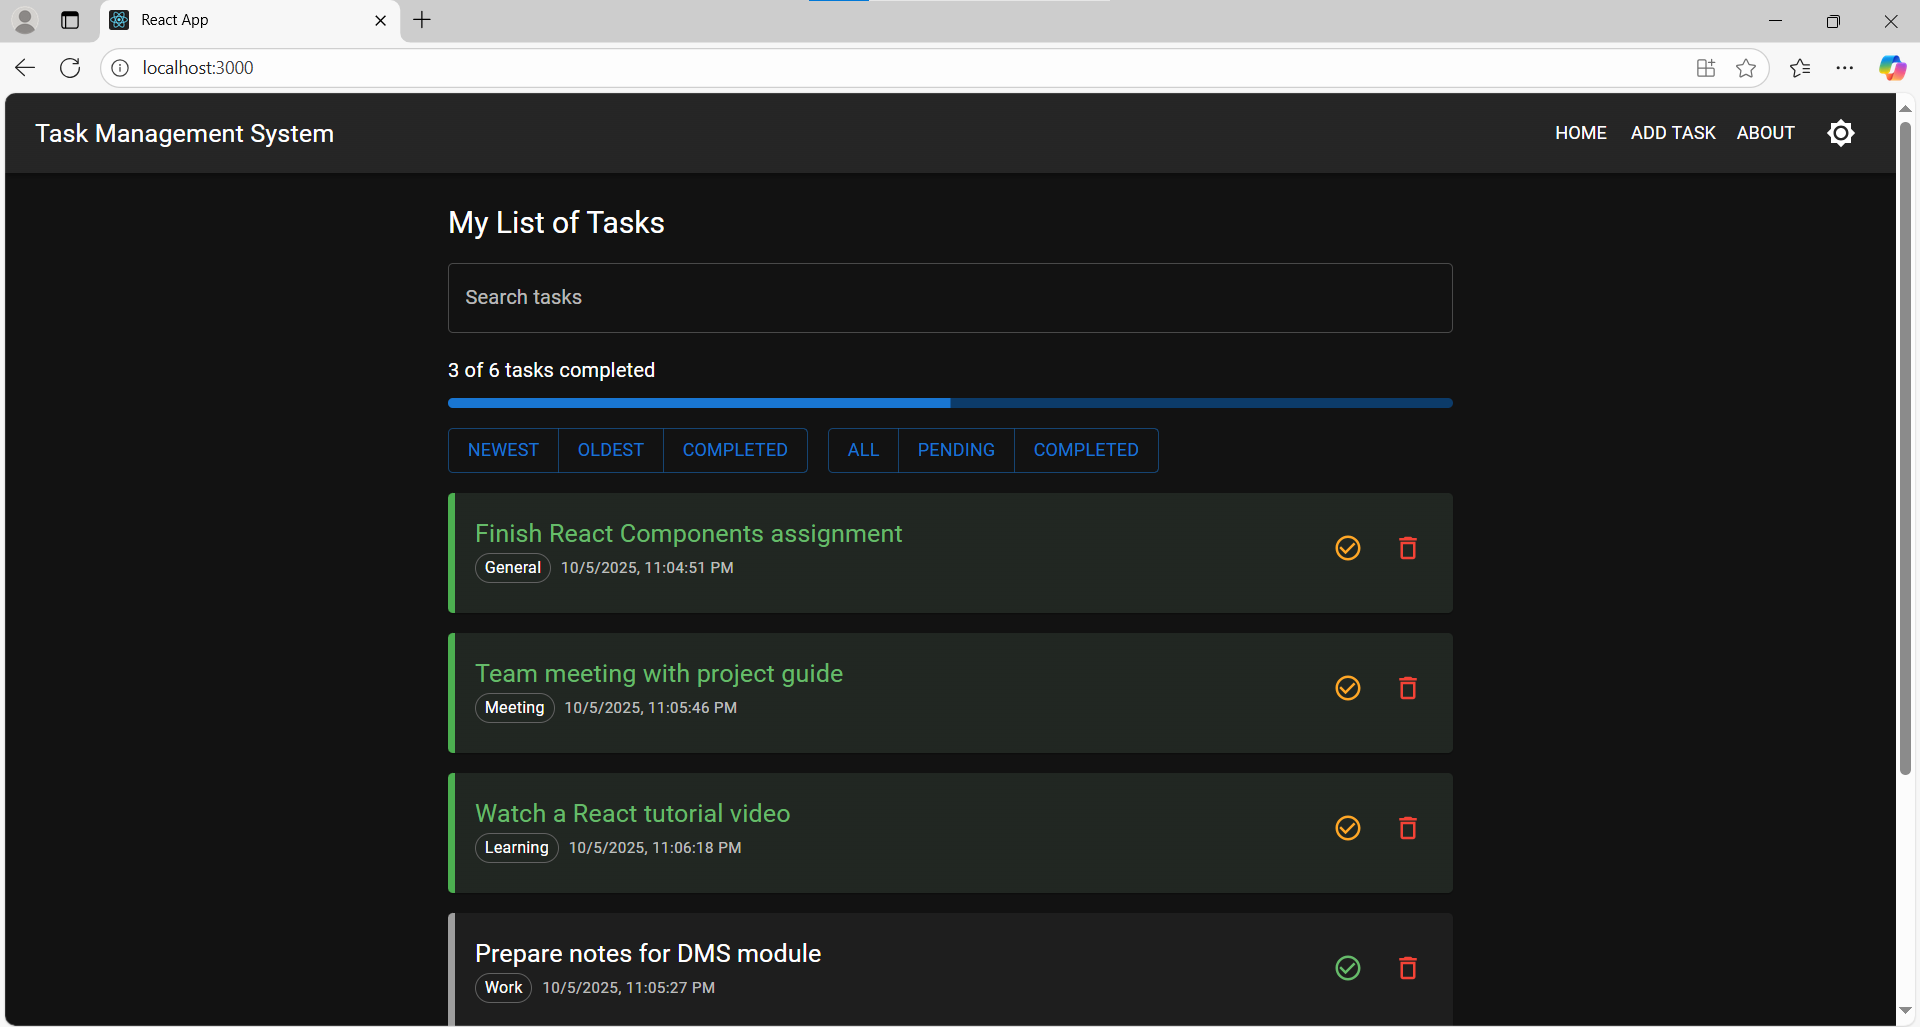 React App
localhost:3000
Task Management System
HOME ADD TASK ABOUT
My List of Tasks
Search tasks
3 of 6 tasks completed
NEWEST OLDEST COMPLETED ALL PENDING COMPLETED
Finish React Components assignment
General 10/5/2025, 11:04:51 PM
Team meeting with project guide
Meeting 10/5/2025, 11:05:46 PM
Watch a React tutorial video
Learning 10/5/2025, 11:06:18 PM
Prepare notes for DMS module
Work 10/5/2025, 11:05:27 PM